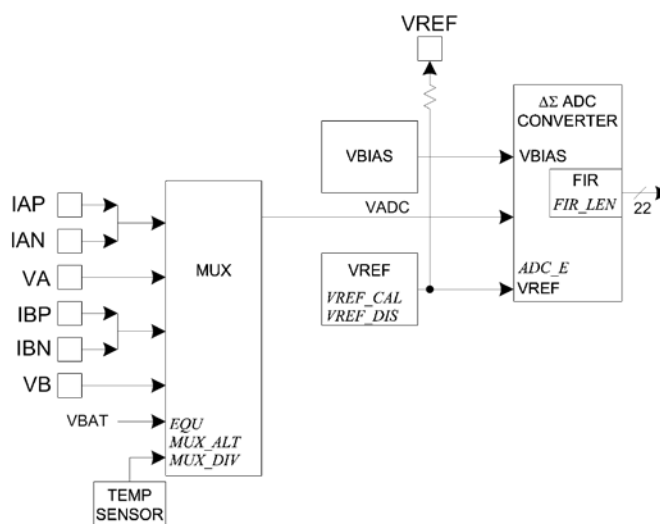 VREF
ΔΣ ADC
CONVERTER
VBIAS
VBIAS
FIR
FIR_LEN
22
IAP
IAN
VADC
MUX
VA
VREF
VREF_CAL
VREF_DIS
ADC_E
VREF
IBP
IBN
VB
VBAT
EQU
MUX_ALT
MUX_DIV
TEMP
SENSOR